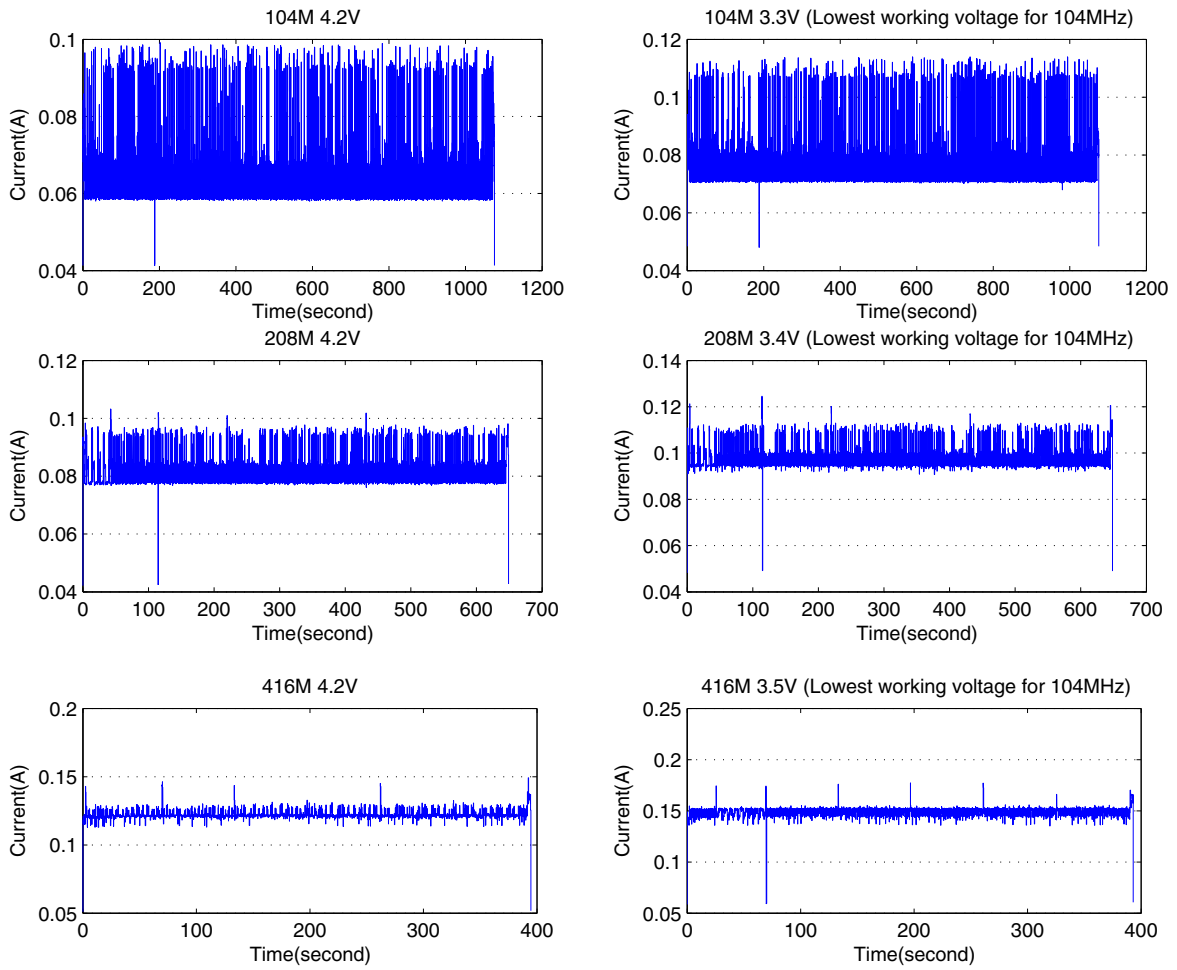 104M 4.2V
0.1
0.08
0.06
0.04
Current(A)
0 200 400 600 800 1000 1200
Time(second)
104M 3.3V (Lowest working voltage for 104MHz)
0.12
0.1
0.08
0.06
0.04
Current(A)
0 200 400 600 800 1000 1200
Time(second)
208M 4.2V
0.12
0.1
0.08
0.06
0.04
Current(A)
0 100 200 300 400 500 600 700
Time(second)
208M 3.4V (Lowest working voltage for 104MHz)
0.14
0.12
0.1
0.08
0.06
0.04
Current(A)
0 100 200 300 400 500 600 700
Time(second)
416M 4.2V
0.2
0.15
0.1
0.05
Current(A)
0 100 200 300 400
Time(second)
416M 3.5V (Lowest working voltage for 104MHz)
0.25
0.2
0.15
0.1
0.05
Current(A)
0 100 200 300 400
Time(second)